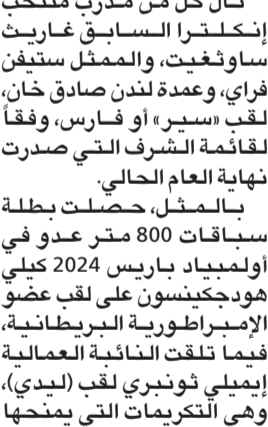 نال كل من مدرب منتخب
إنكلترا السابق غاريث
ساوثغيت، والممثل ستيفن
فراي، وعمدة لندن صادق خان،
لقب «سير» أو فارس، وفقاً
لقائمة الشرف التي صدرت
نهاية العام الحالي.
بالمثل، حصلت بطلة
سباقات 800 متر عدو في
أولمبياد باريس 2024 كيلي
هودجكينسون على لقب عضو
الإمبراطورية البريطانية،
فيما تلقت النائبة العمالية
إيميلي ثونبري لقب (ليدي)،
وهي التكريمات التي يمنحها